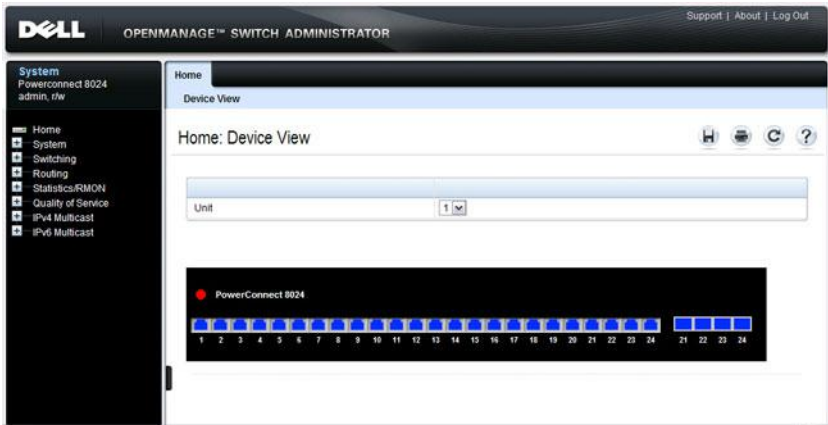 Support | About | Log Out
DELL OPENMANAGE™ SWITCH ADMINISTRATOR
System
Powerconnect 8024
admin, r/w
Home
System
Switching
Routing
Statistics/RMON
Quality of Service
IPv4 Multicast
IPv6 Multicast
Home
Device View
Home: Device View
?
Unit 1
PowerConnect 8024
1 2 3 4 5 6 7 8 9 10 11 12 13 14 15 16 17 18 19 20 21 22 23 24 21 22 23 24